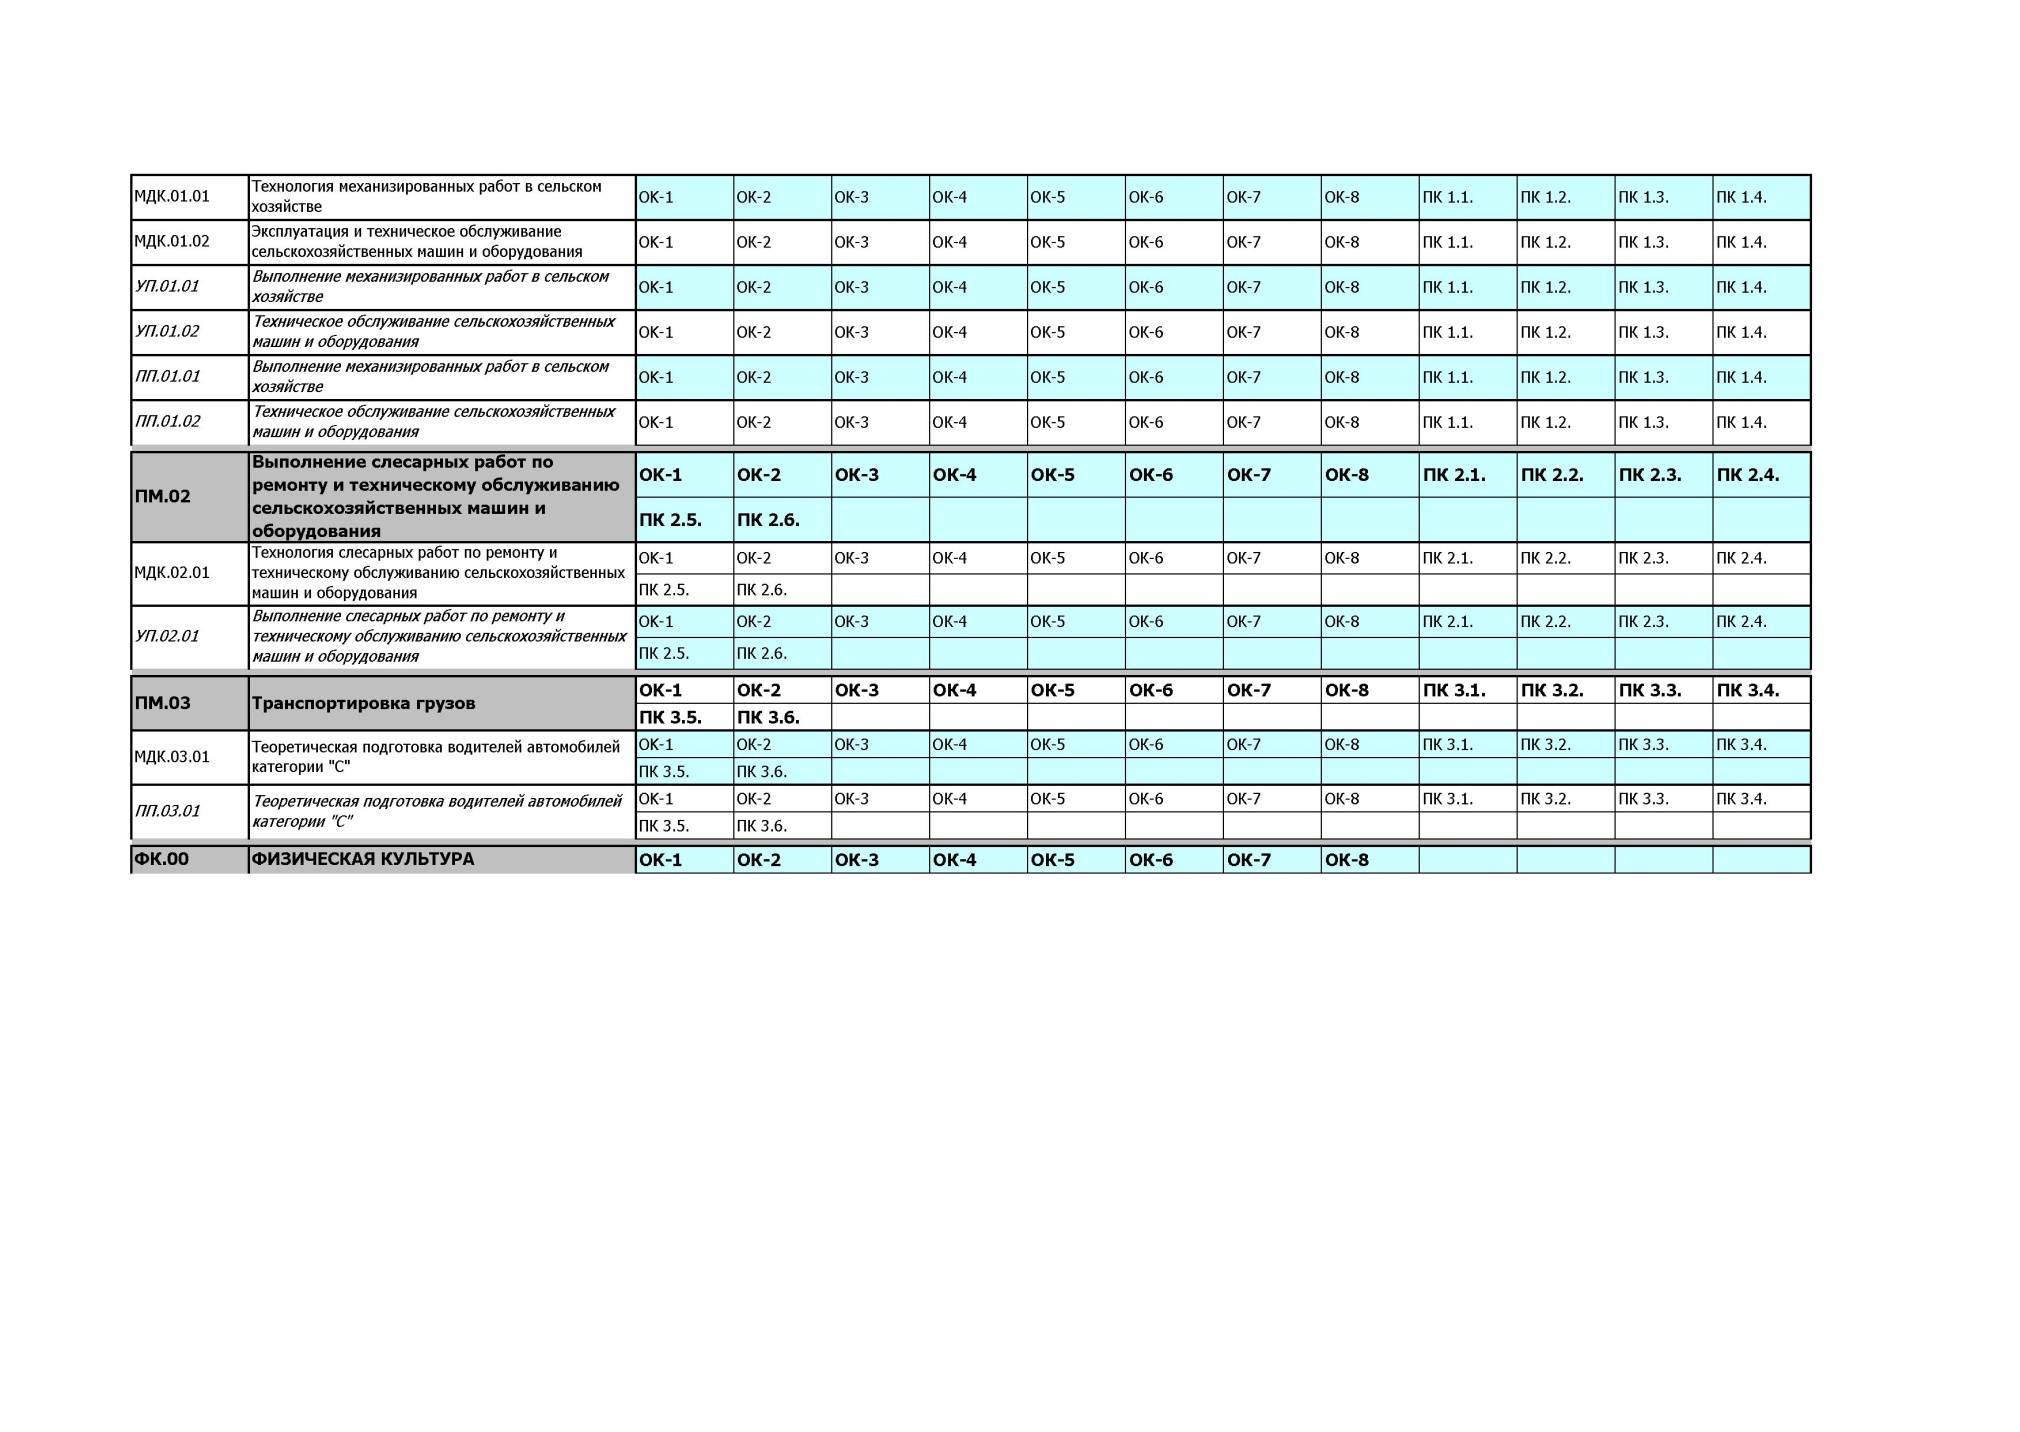 МДК.01.01 Технология механизированных работ в сельском хозяйстве ОК-1 ОК-2 ОК-3 ОК-4 ОК-5 ОК-6 ОК-7 ОК-8 ПК 1.1. ПК 1.2. ПК 1.3. ПК 1.4.
МДК.01.02 Эксплуатация и техническое обслуживание сельскохозяйственных машин и оборудования ОК-1 ОК-2 ОК-3 ОК-4 ОК-5 ОК-6 ОК-7 ОК-8 ПК 1.1. ПК 1.2. ПК 1.3. ПК 1.4.
УП.01.01 Выполнение механизированных работ в сельском хозяйстве ОК-1 ОК-2 ОК-3 ОК-4 ОК-5 ОК-6 ОК-7 ОК-8 ПК 1.1. ПК 1.2. ПК 1.3. ПК 1.4.
УП.01.02 Техническое обслуживание сельскохозяйственных машин и оборудования ОК-1 ОК-2 ОК-3 ОК-4 ОК-5 ОК-6 ОК-7 ОК-8 ПК 1.1. ПК 1.2. ПК 1.3. ПК 1.4.
ПП.01.01 Выполнение механизированных работ в сельском хозяйстве ОК-1 ОК-2 ОК-3 ОК-4 ОК-5 ОК-6 ОК-7 ОК-8 ПК 1.1. ПК 1.2. ПК 1.3. ПК 1.4.
ПП.01.02 Техническое обслуживание сельскохозяйственных машин и оборудования ОК-1 ОК-2 ОК-3 ОК-4 ОК-5 ОК-6 ОК-7 ОК-8 ПК 1.1. ПК 1.2. ПК 1.3. ПК 1.4.
ПМ.02 Выполнение слесарных работ по ремонту и техническому обслуживанию сельскохозяйственных машин и оборудования ОК-1 ОК-2 ОК-3 ОК-4 ОК-5 ОК-6 ОК-7 ОК-8 ПК 2.1. ПК 2.2. ПК 2.3. ПК 2.4.
ПК 2.5. ПК 2.6.
МДК.02.01 Технология слесарных работ по ремонту и техническому обслуживанию сельскохозяйственных машин и оборудования ОК-1 ОК-2 ОК-3 ОК-4 ОК-5 ОК-6 ОК-7 ОК-8 ПК 2.1. ПК 2.2. ПК 2.3. ПК 2.4.
ПК 2.5. ПК 2.6.
УП.02.01 Выполнение слесарных работ по ремонту и техническому обслуживанию сельскохозяйственных машин и оборудования ОК-1 ОК-2 ОК-3 ОК-4 ОК-5 ОК-6 ОК-7 ОК-8 ПК 2.1. ПК 2.2. ПК 2.3. ПК 2.4.
ПК 2.5. ПК 2.6.
ПМ.03 Транспортировка грузов ОК-1 ОК-2 ОК-3 ОК-4 ОК-5 ОК-6 ОК-7 ОК-8 ПК 3.1. ПК 3.2. ПК 3.3. ПК 3.4.
ПК 3.5. ПК 3.6.
МДК.03.01 Теоретическая подготовка водителей автомобилей категории "С" ОК-1 ОК-2 ОК-3 ОК-4 ОК-5 ОК-6 ОК-7 ОК-8 ПК 3.1. ПК 3.2. ПК 3.3. ПК 3.4.
ПК 3.5. ПК 3.6.
ПП.03.01 Теоретическая подготовка водителей автомобилей категории "С" ОК-1 ОК-2 ОК-3 ОК-4 ОК-5 ОК-6 ОК-7 ОК-8 ПК 3.1. ПК 3.2. ПК 3.3. ПК 3.4.
ПК 3.5. ПК 3.6.
ФК.00 ФИЗИЧЕСКАЯ КУЛЬТУРА ОК-1 ОК-2 ОК-3 ОК-4 ОК-5 ОК-6 ОК-7 ОК-8